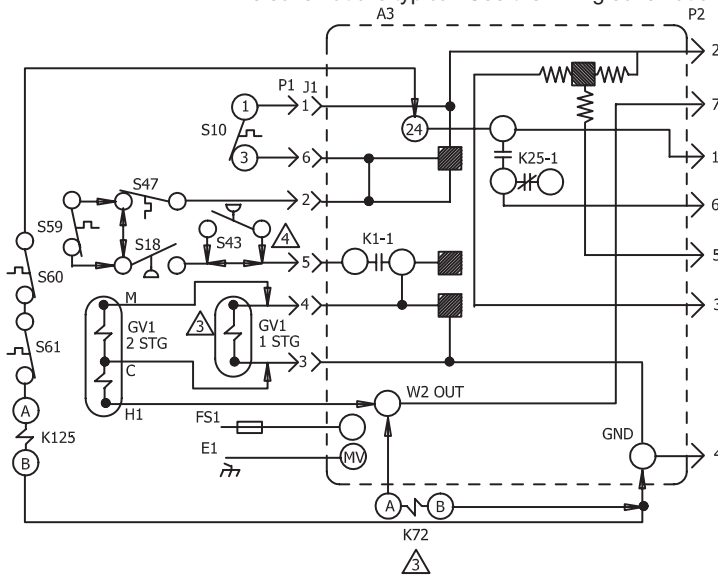 A3
P2
P1 J1
S10
1
3
1
6
2
5
4
3
24
K25-1
2
7
1
6
5
3
4
S47
S59
S18
S43
4
K1-1
S60
S61
M
GV1
2 STG
C
H1
3
GV1
1 STG
W2 OUT
FS1
E1
MV
GND
A
K125
B
A
B
K72
3